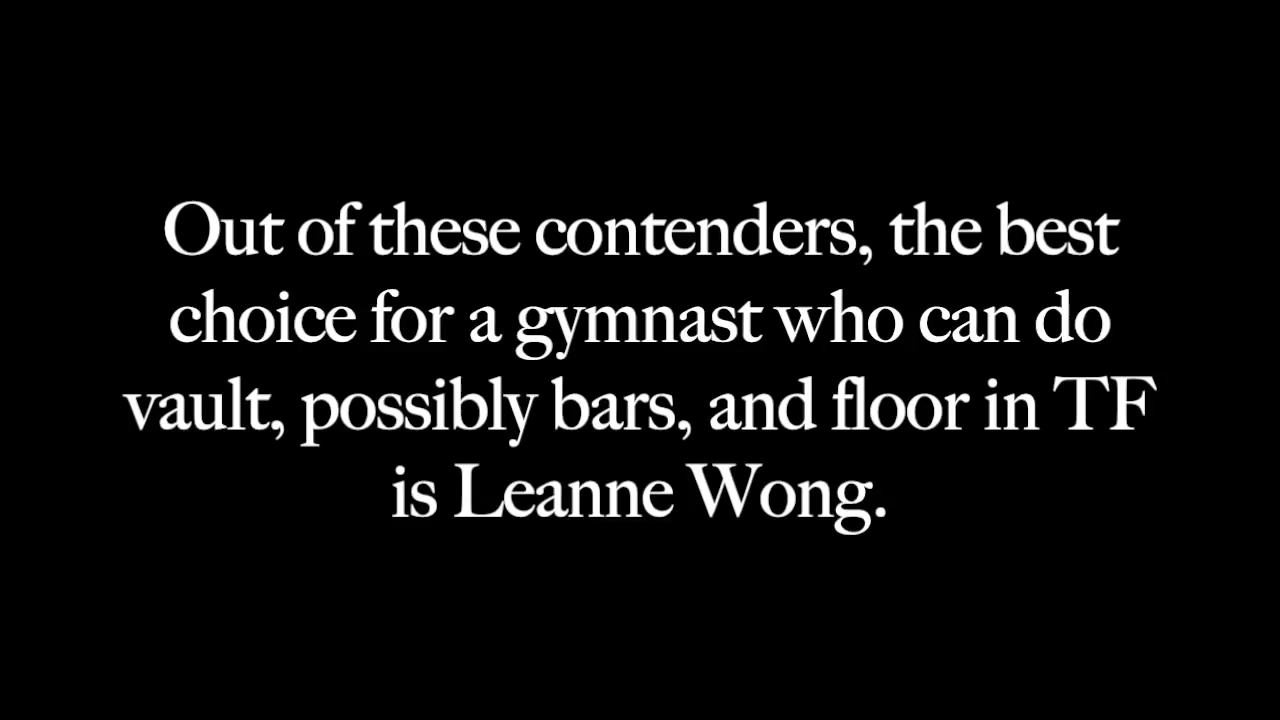 Out of these contenders, the best
choice for a gymnast who can do
vault, possibly bars, and floor in TF
is Leanne Wong.